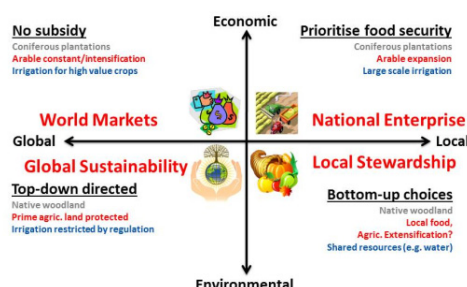 Economic
No subsidy
Coniferous plantations
Arable constant/intensification
Irrigation for high value crops
Prioritise food security
Coniferous plantations
Arable expansion
Large scale irrigation
World Markets
National Enterprise
Global
Local
Global Sustainability
Local Stewardship
Top-down directed
Native woodland
Prime agric. land protected
Irrigation restricted by regulation
Bottom-up choices
Native woodland
Local food,
Agric. Extensification?
Shared resources (e.g. water)
Environmental